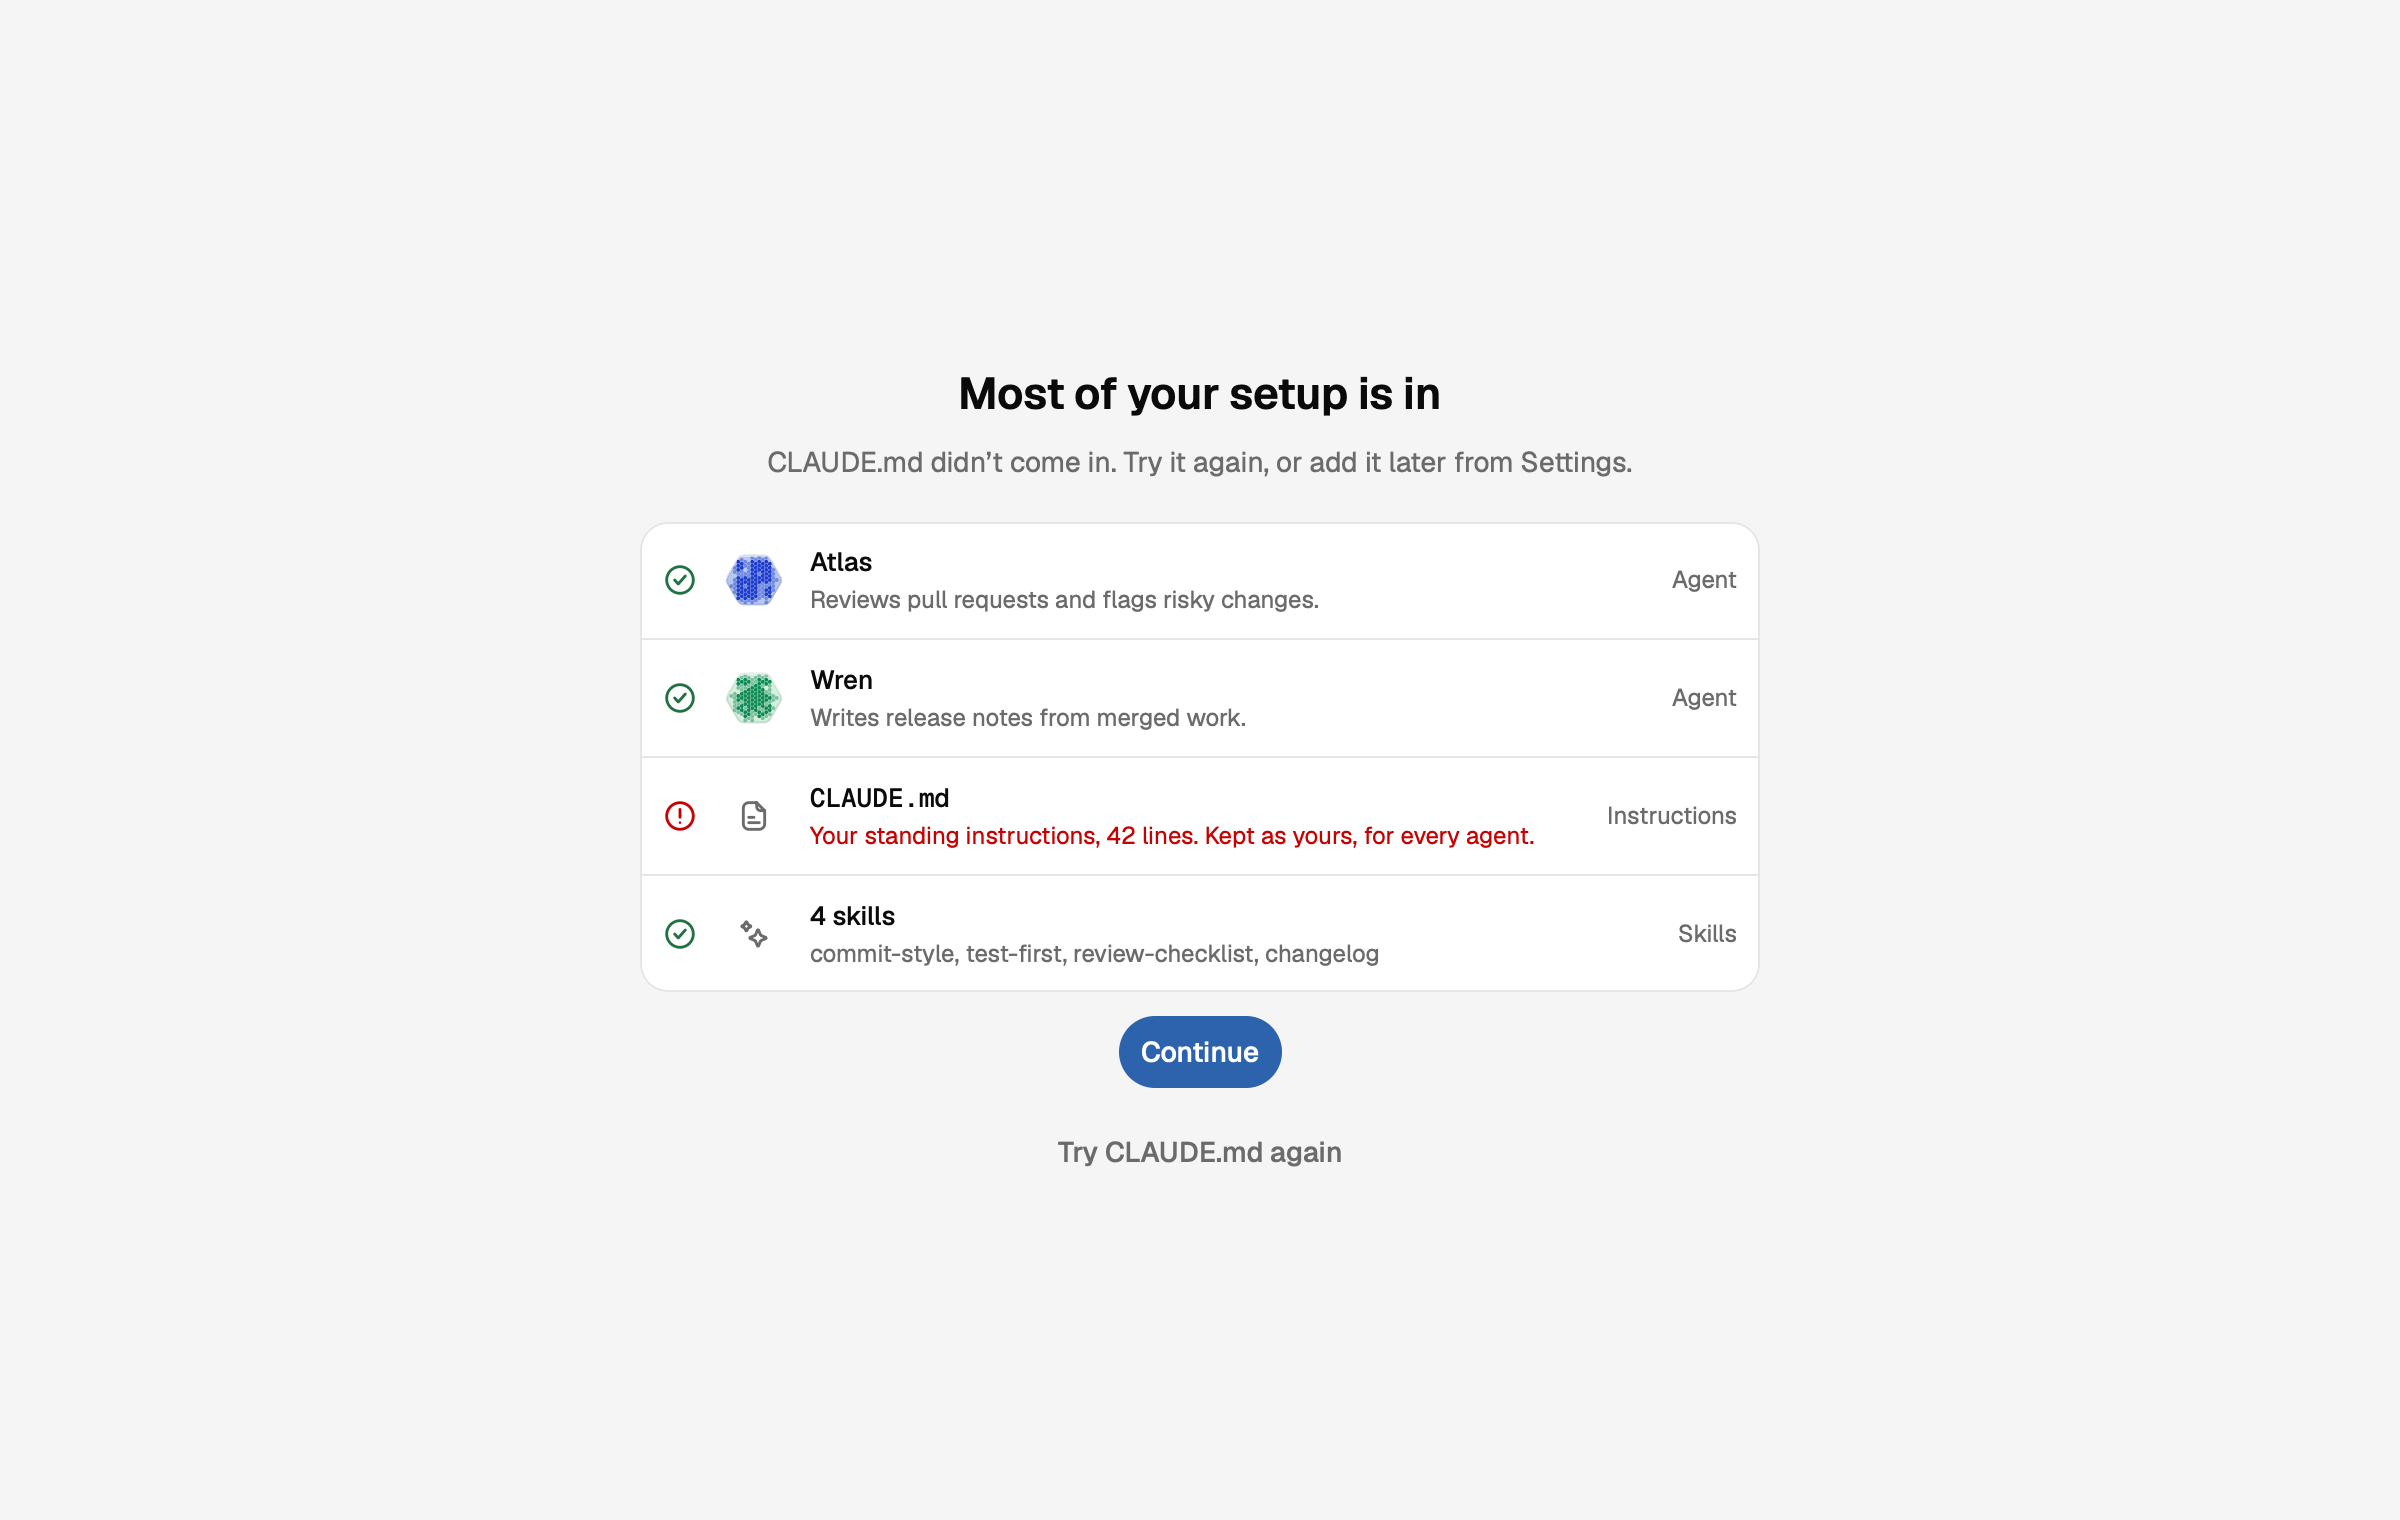 Most of your setup is in
CLAUDE.md didn’t come in. Try it again, or add it later from Settings.
Atlas
Reviews pull requests and flags risky changes.
Agent
Wren
Writes release notes from merged work.
Agent
CLAUDE.md
Your standing instructions, 42 lines. Kept as yours, for every agent.
Instructions
4 skills
commit-style, test-first, review-checklist, changelog
Skills
Continue
Try CLAUDE.md again